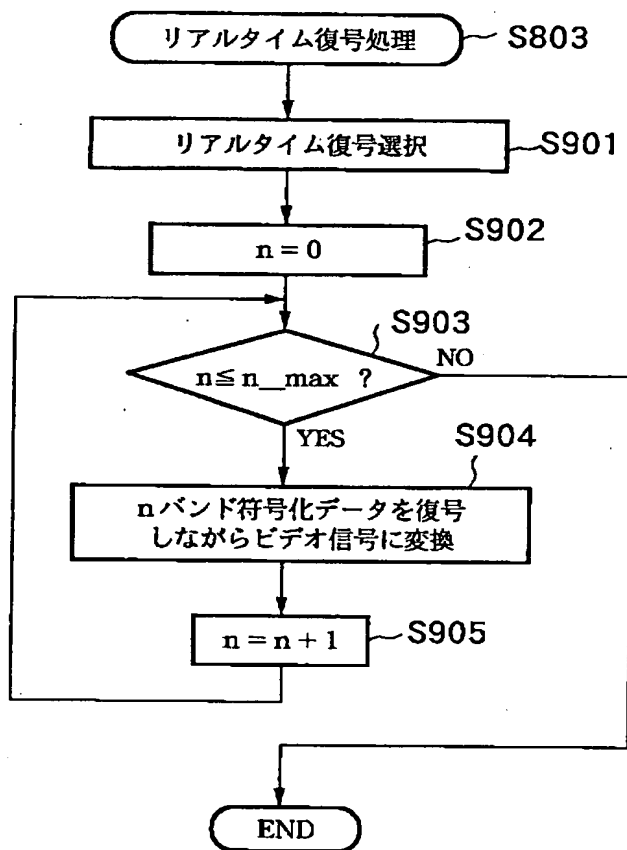 リアルタイム復号処理
S803
リアルタイム復号選択
S901
n = 0
S902
S903
n≦n__max ?
NO
YES
S904
nバンド符号化データを復号
しながらビデオ信号に変換
n = n + 1
S905
END